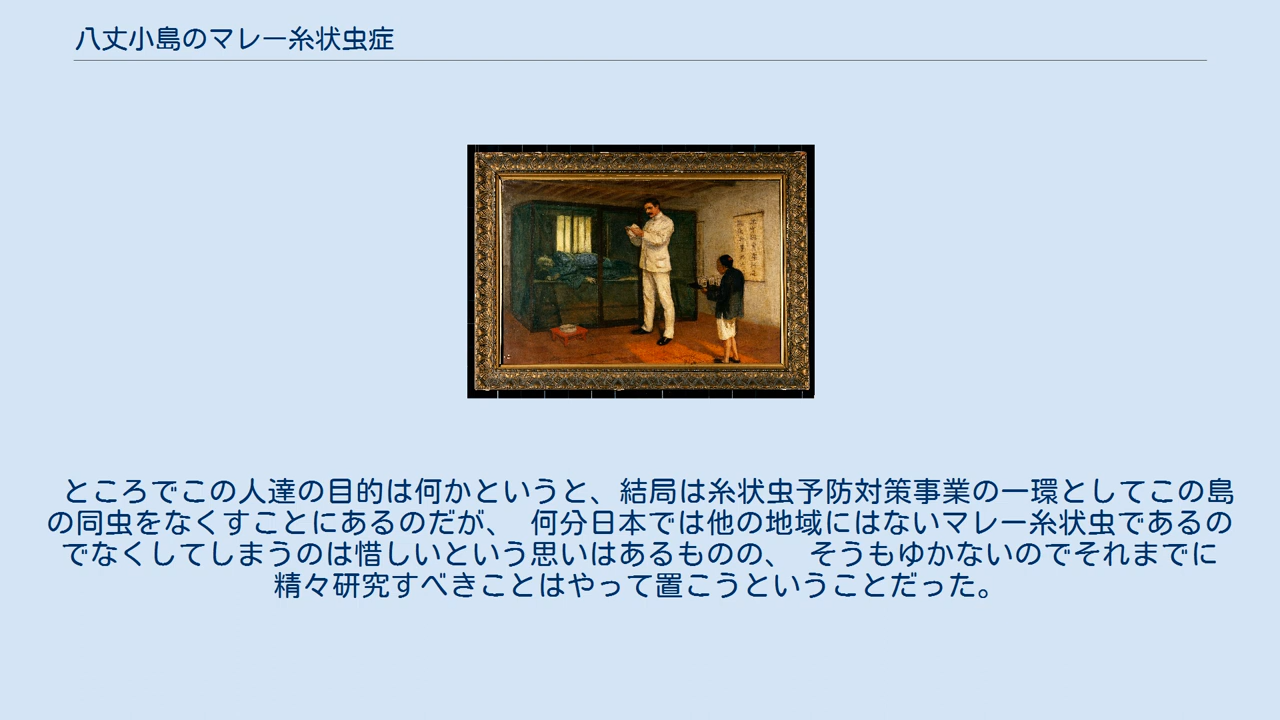 八丈小島のマレー糸状虫症
ところでこの人達の目的は何かというと、結局は糸状虫予防対策事業の一環としてこの島
の同虫をなくすことにあるのだが、 何分日本では他の地域にはないマレー糸状虫であるの
でなくしてしまうのは惜しいという思いはあるものの、 そうもゆかないのでそれまでに
精々研究すべきことはやって置こうということだった。